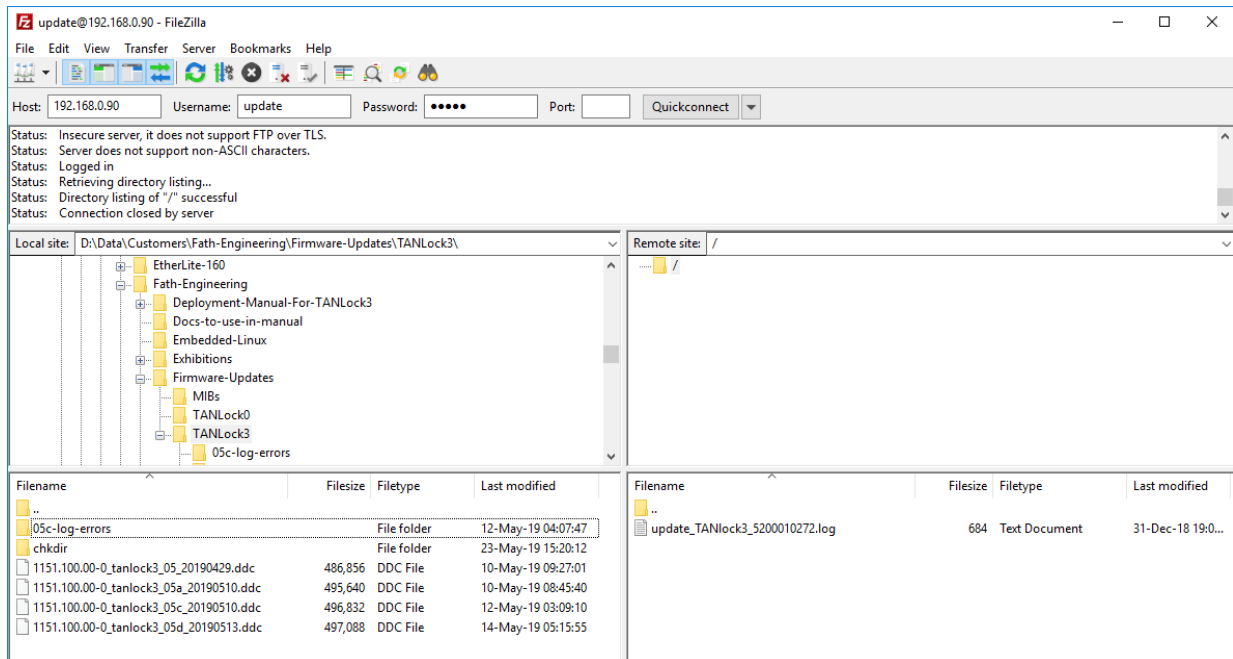 update@192.168.0.90 - FileZilla
File Edit View Transfer Server Bookmarks Help
Host: 192.168.0.90 Username: update Password: ●●●●● Port: Quickconnect
Status: Insecure server, it does not support FTP over TLS.
Status: Server does not support non-ASCII characters.
Status: Logged in
Status: Retrieving directory listing...
Status: Directory listing of "/" successful
Status: Connection closed by server
Local site: D:\Data\Customers\Fath-Engineering\Firmware-Updates\TANLock3\
EtherLite-160
Fath-Engineering
Deployment-Manual-For-TANLock3
Docs-to-use-in-manual
Embedded-Linux
Exhibitions
Firmware-Updates
MIBs
TANLock0
TANLock3
05c-log-errors
Remote site: /
/
Filename Filesize Filetype Last modified
..
05c-log-errors File folder 12-May-19 04:07:47
chkdir File folder 23-May-19 15:20:12
1151.100.00-0_tanlock3_05_20190429.ddc 486,856 DDC File 10-May-19 09:27:01
1151.100.00-0_tanlock3_05a_20190510.ddc 495,640 DDC File 10-May-19 08:45:40
1151.100.00-0_tanlock3_05c_20190510.ddc 496,832 DDC File 12-May-19 03:09:10
1151.100.00-0_tanlock3_05d_20190513.ddc 497,088 DDC File 14-May-19 05:15:55
Filename Filesize Filetype Last modified
..
update_TANlock3_5200010272.log 684 Text Document 31-Dec-18 19:0...